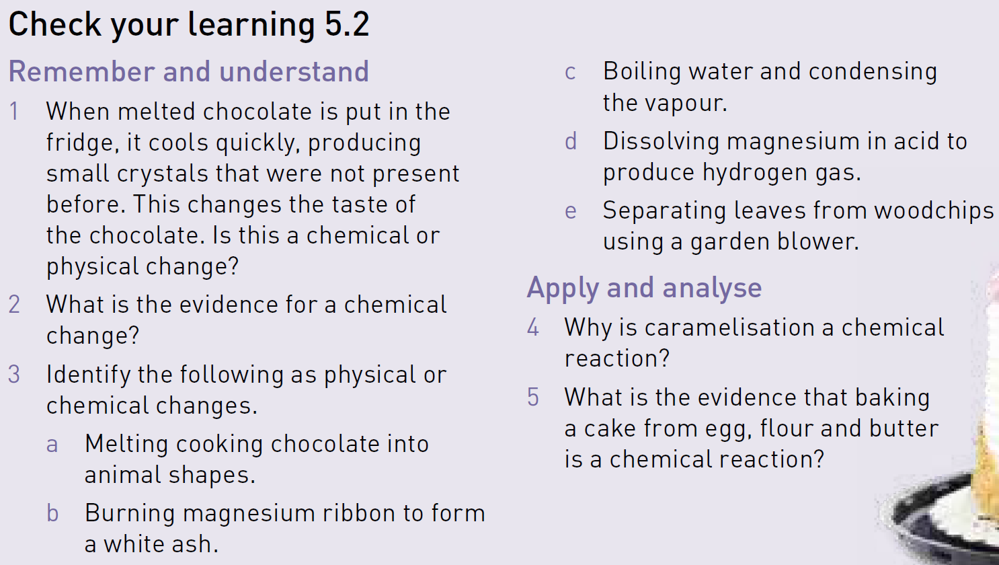 Check your learning 5.2
Remember and understand
1 When melted chocolate is put in the
fridge, it cools quickly, producing
small crystals that were not present
before. This changes the taste of
the chocolate. Is this a chemical or
physical change?
2 What is the evidence for a chemical
change?
3 Identify the following as physical or
chemical changes.
a Melting cooking chocolate into
animal shapes.
b Burning magnesium ribbon to form
a white ash.
c Boiling water and condensing
the vapour.
d Dissolving magnesium in acid to
produce hydrogen gas.
e Separating leaves from woodchips
using a garden blower.
Apply and analyse
4 Why is caramelisation a chemical
reaction?
5 What is the evidence that baking
a cake from egg, flour and butter
is a chemical reaction?